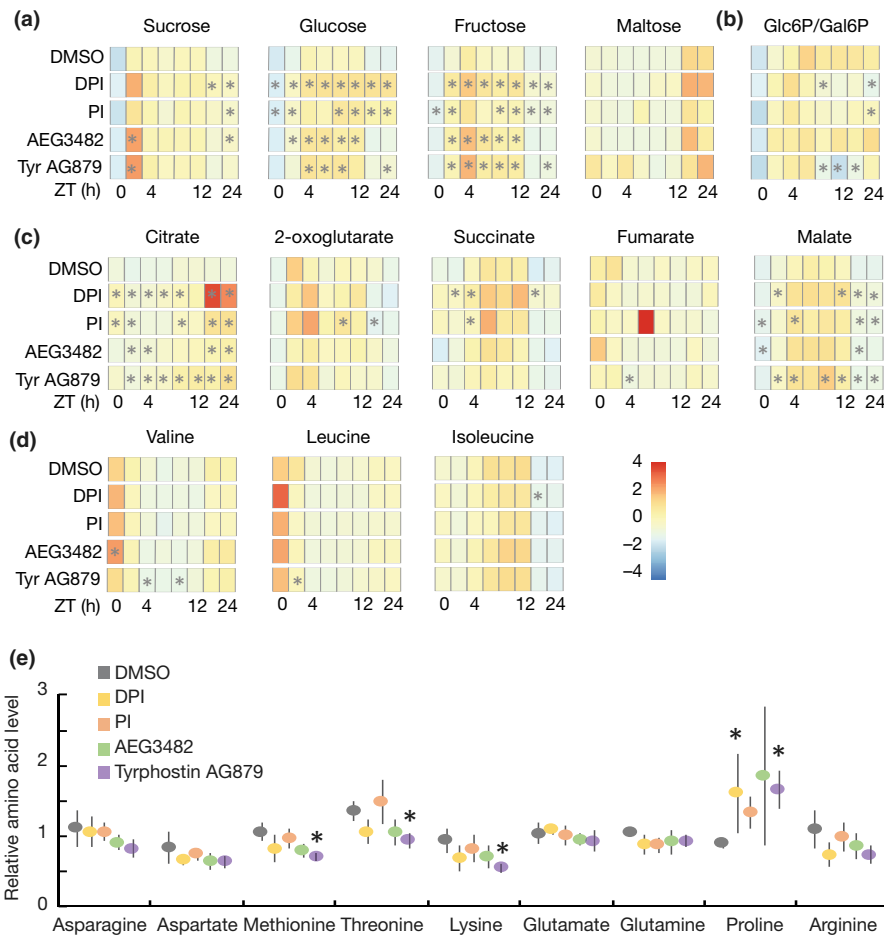 (a) Sucrose Glucose Fructose Maltose (b) Glc6P/Gal6P
DMSO
DPI * * * * * * * * * * * * * * * * * * *
PI * * * * * * * * * * * * * *
AEG3482 * * * * * * * * * * * *
Tyr AG879 * * * * * * * * * * * * * * *
ZT (h) 0 4 12 24 0 4 12 24 0 4 12 24 0 4 12 24 0 4 12 24
(c) Citrate 2-oxoglutarate Succinate Fumarate Malate
DMSO
DPI * * * * * * * * * * * * * * *
PI * * * * * * * * * * * *
AEG3482 * * * * * *
Tyr AG879 * * * * * * * * * * * * * *
ZT (h) 0 4 12 24 0 4 12 24 0 4 12 24 0 4 12 24 0 4 12 24
(d) Valine Leucine Isoleucine
DMSO
DPI *
PI
AEG3482 *
Tyr AG879 * * *
ZT (h) 0 4 12 24 0 4 12 24 0 4 12 24
4
2
0
−2
−4
(e)
DMSO
DPI
PI
AEG3482
Tyrphostin AG879
Relative amino acid level
3
2
1
0
* * * * *
Asparagine Aspartate Methionine Threonine Lysine Glutamate Glutamine Proline Arginine